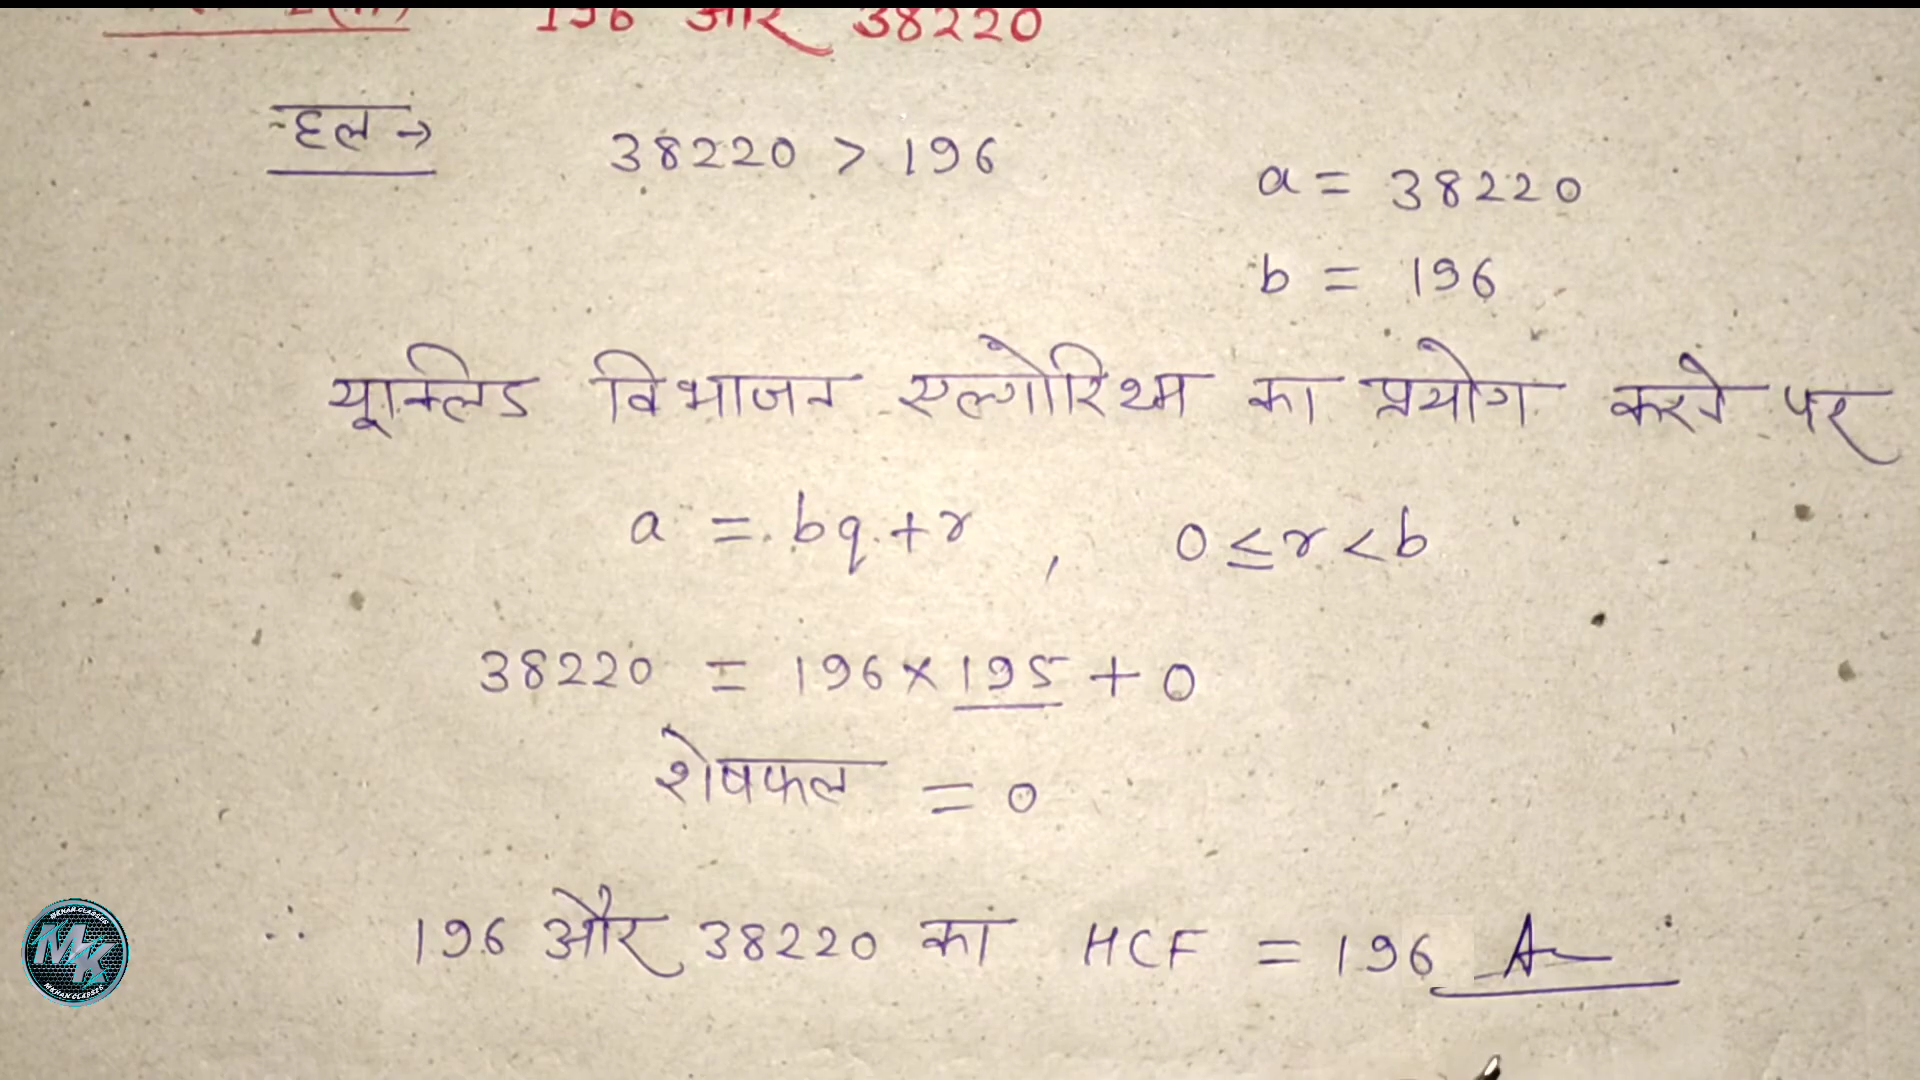 196 और 38220
हल →
38220 > 196
a = 38220
b = 196
यूक्लिड विभाजन एल्गोरिथ्म का प्रयोग करने पर
a = bq + r , 0 ≤ r < b
38220 = 196 × 195 + 0
शेषफल = 0
∴ 196 और 38220 का HCF = 196 A
MK